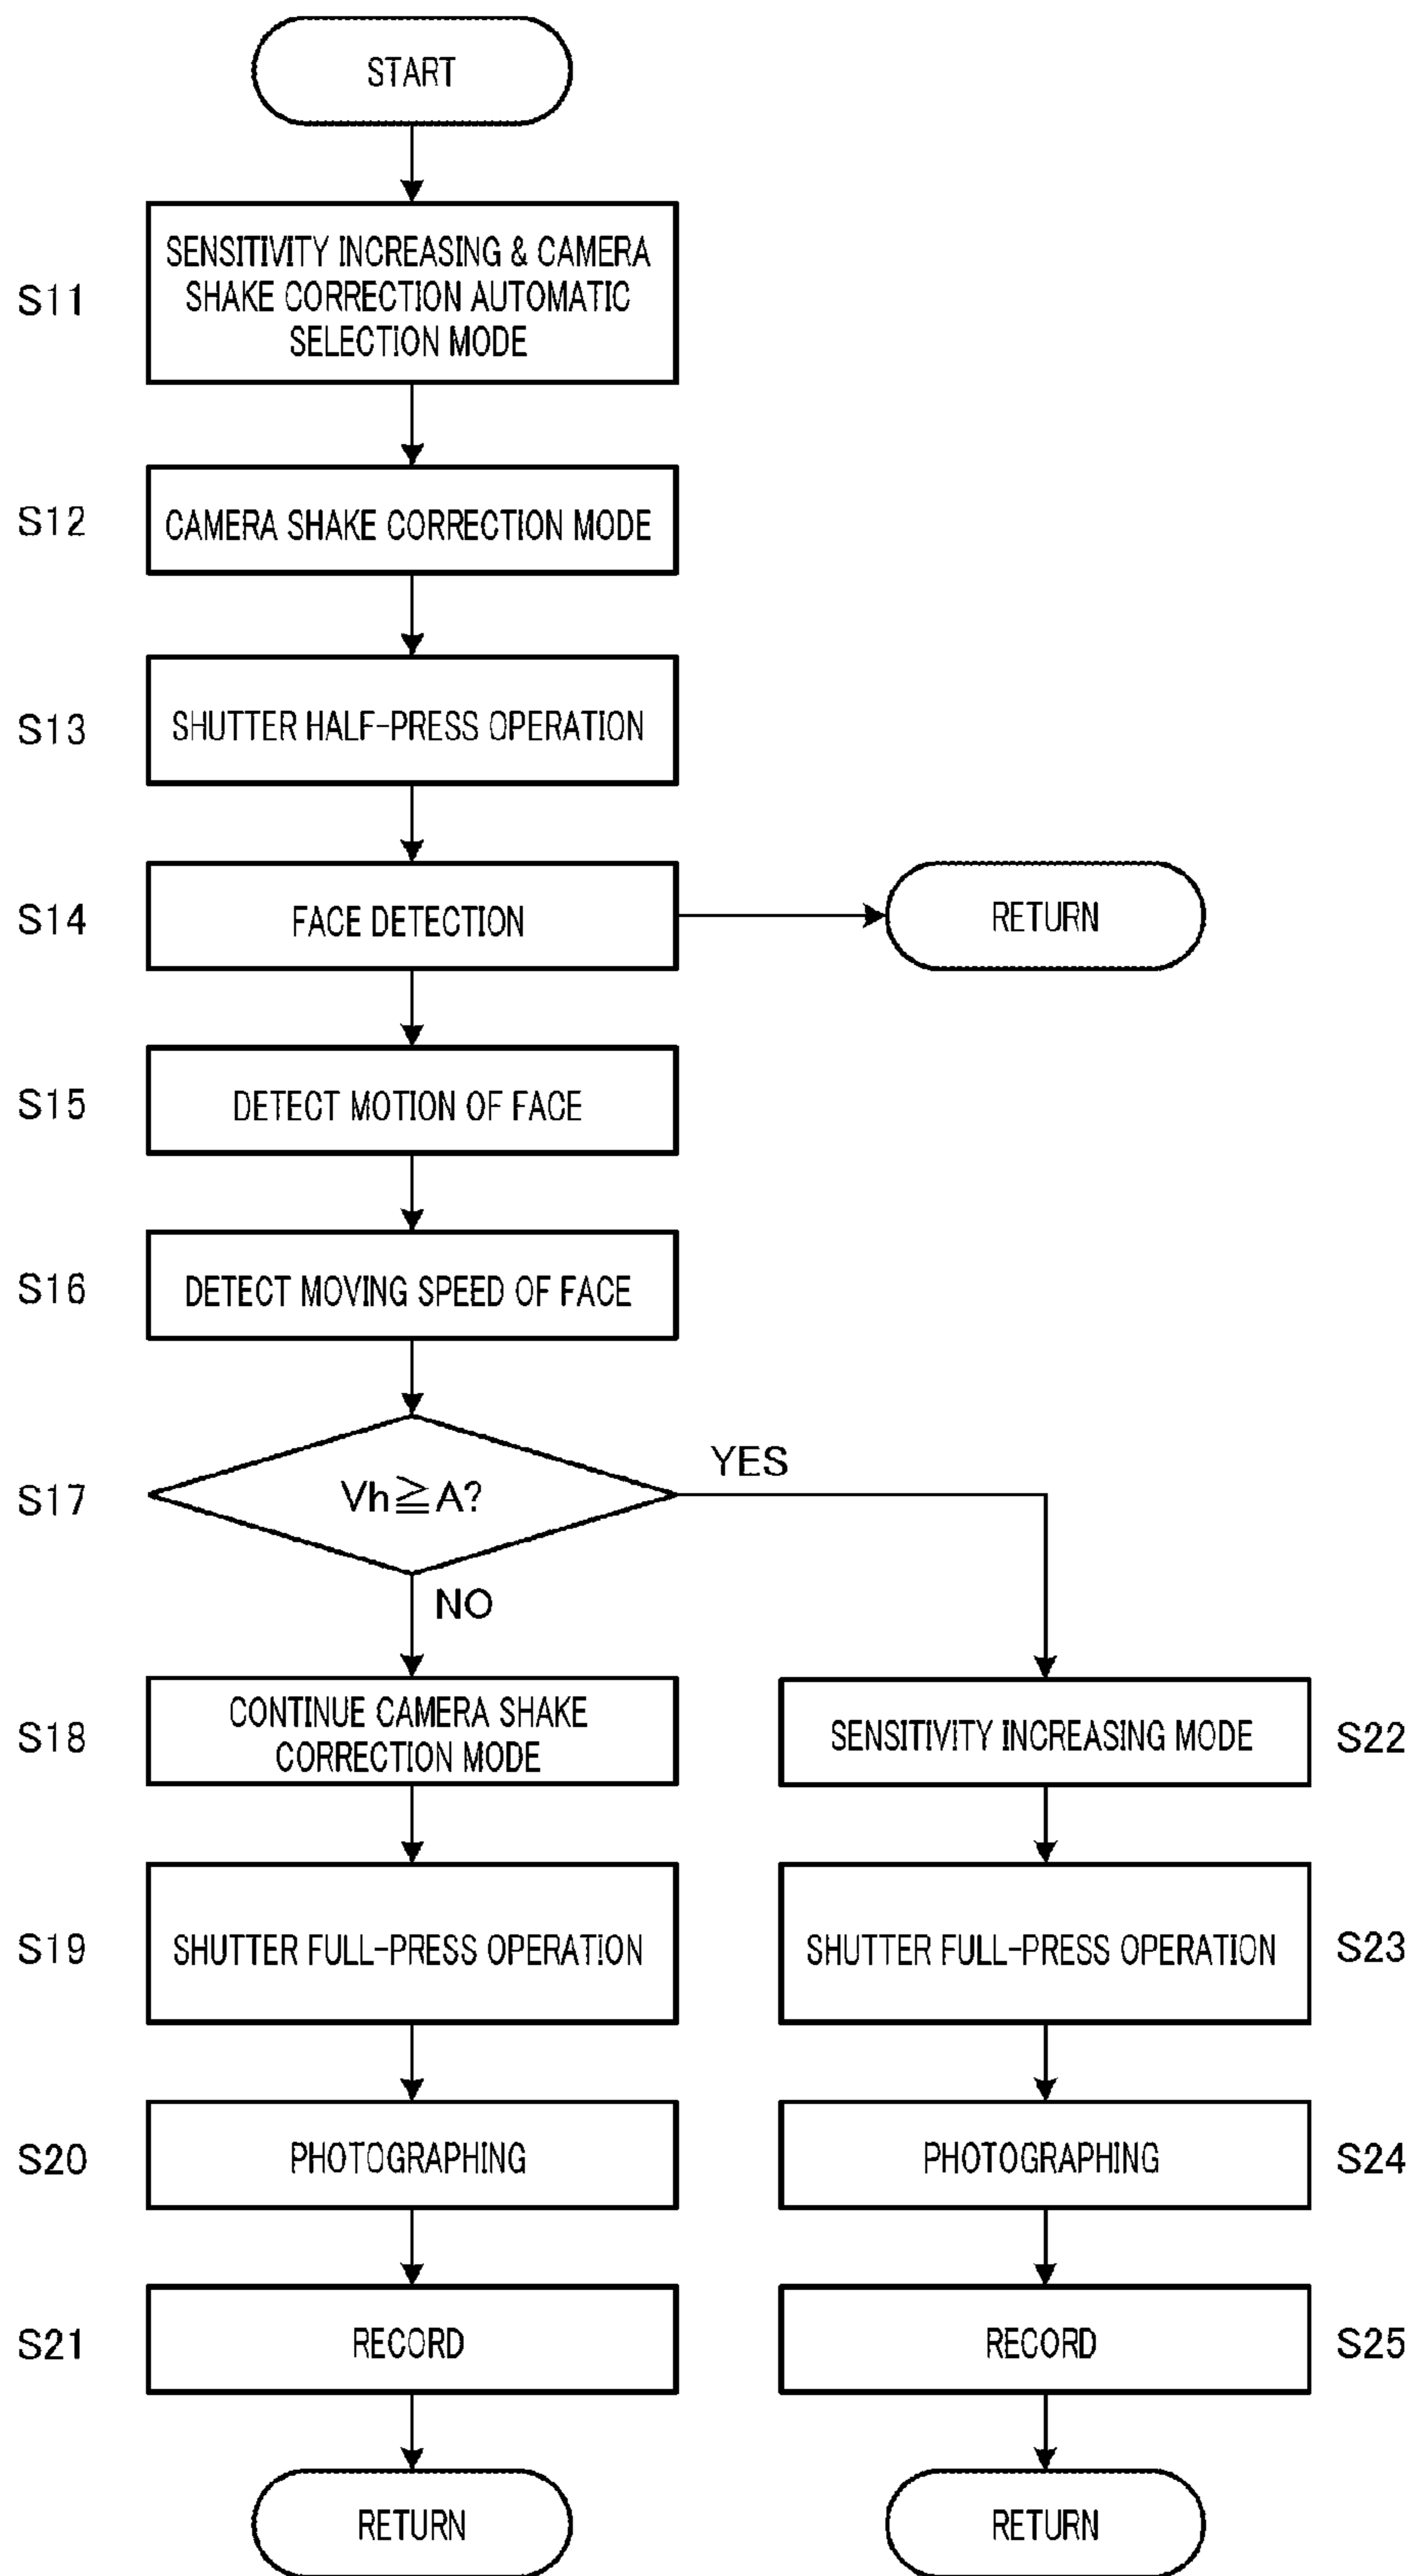 START
S11
SENSITIVITY INCREASING & CAMERA
SHAKE CORRECTION AUTOMATIC
SELECTION MODE
S12
CAMERA SHAKE CORRECTION MODE
S13
SHUTTER HALF-PRESS OPERATION
S14
FACE DETECTION
RETURN
S15
DETECT MOTION OF FACE
S16
DETECT MOVING SPEED OF FACE
S17
Vh≧A?
YES
NO
S18
CONTINUE CAMERA SHAKE
CORRECTION MODE
SENSITIVITY INCREASING MODE
S22
S19
SHUTTER FULL-PRESS OPERATION
SHUTTER FULL-PRESS OPERATION
S23
S20
PHOTOGRAPHING
PHOTOGRAPHING
S24
S21
RECORD
RECORD
S25
RETURN
RETURN